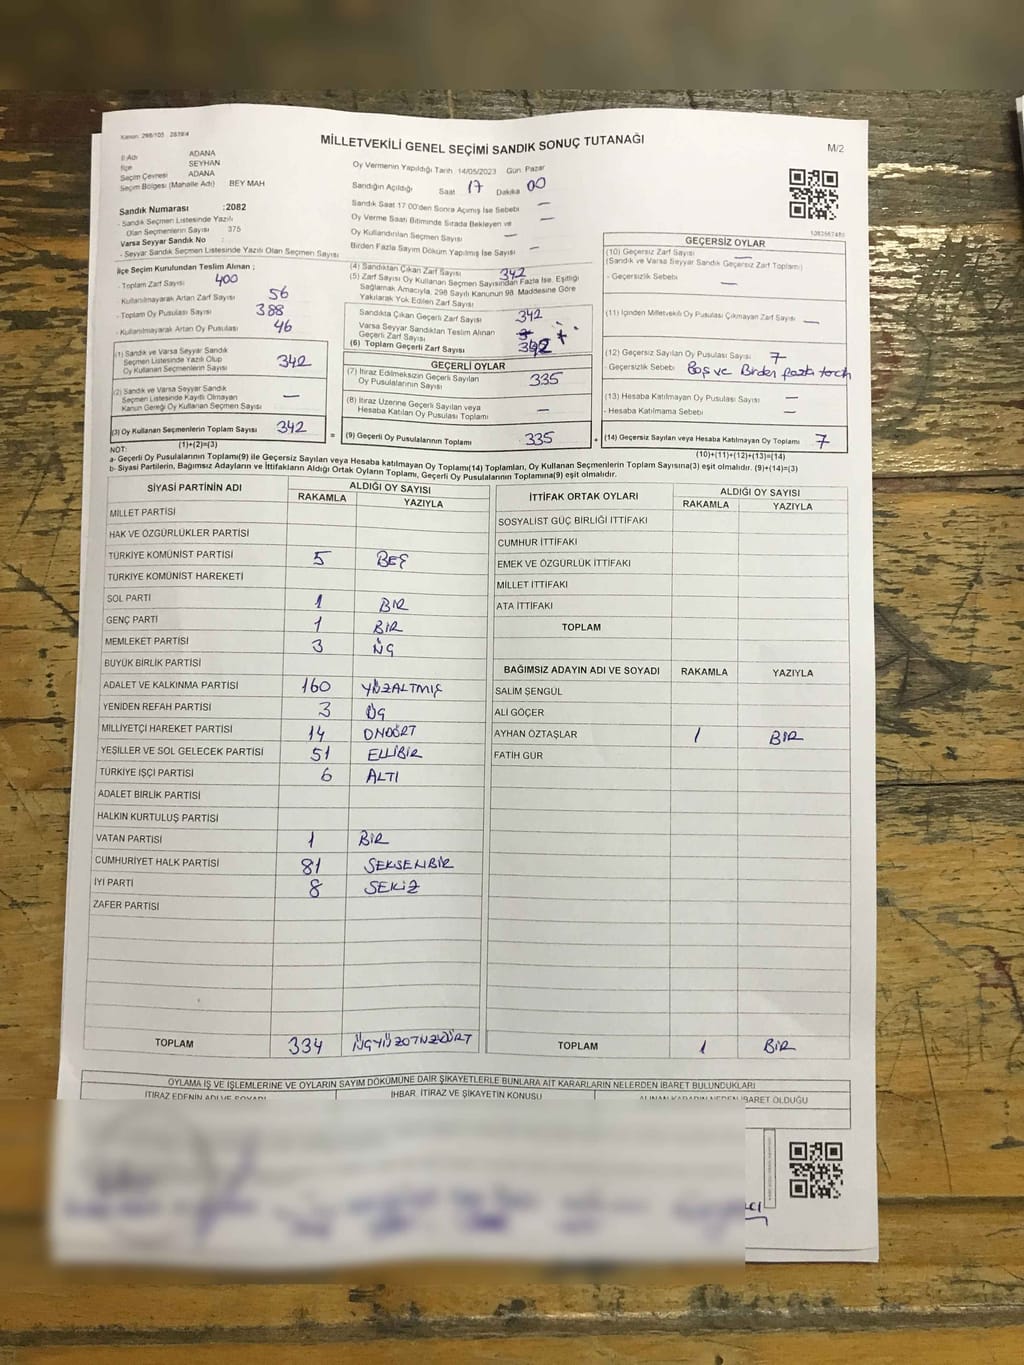 Kanun: 298/105 2839/4
MİLLETVEKİLİ GENEL SEÇİMİ SANDIK SONUÇ TUTANAĞI
M/2
İl Adı ADANA
İlçe SEYHAN
Seçim Çevresi ADANA
Seçim Bölgesi (Mahalle Adı) BEY MAH
Oy Vermenin Yapıldığı Tarih 14/05/2023 Gün Pazar
Sandığın Açıldığı Saat 17 Dakika 00
Sandık Saat 17:00'den Sonra Açılmış İse Sebebi —
Oy Verme Saati Bitiminde Sırada Bekleyen ve
Oy Kullandırılan Seçmen Sayısı —
Birden Fazla Sayım Döküm Yapılmış İse Sayısı —
Sandık Numarası :2082
- Sandık Seçmen Listesinde Yazılı
Olan Seçmenlerin Sayısı 375
Varsa Seyyar Sandık No
- Seyyar Sandık Seçmen Listesinde Yazılı Olan Seçmen Sayısı
İlçe Seçim Kurulundan Teslim Alınan ;
- Toplam Zarf Sayısı 400
- Kullanılmayarak Artan Zarf Sayısı 56
- Toplam Oy Pusulası 388
- Kullanılmayarak Artan Oy Pusulası 46
(1) Sandık ve Varsa Seyyar Sandık
Seçmen Listesinde Yazılı Olup
Oy Kullanan Seçmenlerin Sayısı 342
(2) Sandık ve Varsa Seyyar Sandık
Seçmen Listesinde Kayıtlı Olmayan
Kanun Gereği Oy Kullanan Seçmen Sayısı —
(3) Oy Kullanan Seçmenlerin Toplam Sayısı 342
(1)+(2)=(3)
(4) Sandıktan Çıkan Zarf Sayısı 342
(5) Zarf Sayısı Oy Kullanan Seçmen Sayısından Fazla İse, Eşitliği
Sağlamak Amacıyla, 298 Sayılı Kanunun 98. Maddesine Göre
Yakılarak Yok Edilen Zarf Sayısı
Sandıkta Çıkan Geçerli Zarf Sayısı 342
Varsa Seyyar Sandıktan Teslim Alınan
Geçerli Zarf Sayısı
(6) Toplam Geçerli Zarf Sayısı 342
GEÇERLİ OYLAR
(7) İtiraz Edilmeksizin Geçerli Sayılan
Oy Pusulalarının Sayısı 335
(8) İtiraz Üzerine Geçerli Sayılan veya
Hesaba Katılan Oy Pusulası Toplamı —
= (9) Geçerli Oy Pusulalarının Toplamı 335
GEÇERSİZ OYLAR
(10) Geçersiz Zarf Sayısı —
(Sandık ve Varsa Seyyar Sandık Geçersiz Zarf Toplamı)
- Geçersizlik Sebebi —
(11) İçinden Milletvekili Oy Pusulası Çıkmayan Zarf Sayısı —
(12) Geçersiz Sayılan Oy Pusulası Sayısı 7
- Geçersizlik Sebebi Boş ve Birden fazla
(13) Hesaba Katılmayan Oy Pusulası Sayısı —
- Hesaba Katılmama Sebebi —
+ (14) Geçersiz Sayılan veya Hesaba Katılmayan Oy Toplamı 7
(10)+(11)+(12)+(13)=(14)
NOT:
a- Geçerli Oy Pusulalarının Toplamı(9) ile Geçersiz Sayılan veya Hesaba katılmayan Oy Toplamı(14) Toplamları, Oy Kullanan Seçmenlerin Toplam Sayısına(3) eşit olmalıdır. (9)+(14)=(3)
b- Siyasi Partilerin, Bağımsız Adayların ve İttifakların Aldığı Ortak Oyların Toplamı, Geçerli Oy Pusulalarının Toplamına(9) eşit olmalıdır.
SİYASİ PARTİNİN ADI ALDIĞI OY SAYISI
RAKAMLA YAZIYLA
MİLLET PARTİSİ
HAK VE ÖZGÜRLÜKLER PARTİSİ
TÜRKİYE KOMÜNİST PARTİSİ 5 BEŞ
TÜRKİYE KOMÜNİST HAREKETİ
SOL PARTİ 1 BİR
GENÇ PARTİ 1 BİR
MEMLEKET PARTİSİ 3 ÜÇ
BÜYÜK BİRLİK PARTİSİ
ADALET VE KALKINMA PARTİSİ 160 YÜZALTMIŞ
YENİDEN REFAH PARTİSİ 3 ÜÇ
MİLLİYETÇİ HAREKET PARTİSİ 14 ONDÖRT
YEŞİLLER VE SOL GELECEK PARTİSİ 51 ELLİBİR
TÜRKİYE İŞÇİ PARTİSİ 6 ALTI
ADALET BİRLİK PARTİSİ
HALKIN KURTULUŞ PARTİSİ
VATAN PARTİSİ 1 BİR
CUMHURİYET HALK PARTİSİ 81 SEKSENBİR
İYİ PARTİ 8 SEKİZ
ZAFER PARTİSİ
TOPLAM 334
İTTİFAK ORTAK OYLARI ALDIĞI OY SAYISI
RAKAMLA YAZIYLA
SOSYALİST GÜÇ BİRLİĞİ İTTİFAKI
CUMHUR İTTİFAKI
EMEK VE ÖZGÜRLÜK İTTİFAKI
MİLLET İTTİFAKI
ATA İTTİFAKI
TOPLAM
BAĞIMSIZ ADAYIN ADI VE SOYADI RAKAMLA YAZIYLA
SALİM ŞENGÜL
ALİ GÖÇER
AYHAN ÖZTAŞLAR 1 BİR
FATİH GÜR
TOPLAM 1 BİR
OYLAMA İŞ VE İŞLEMLERİNE VE OYLARIN SAYIM DÖKÜMÜNE DAİR ŞİKAYETLERLE BUNLARA AİT KARARLARIN NELERDEN İBARET BULUNDUKLARI
İTİRAZ EDENİN ADI VE SOYADI İHBAR, İTİRAZ VE ŞİKAYETİN KONUSU ALINAN KARARIN NEDEN İBARET OLDUĞU